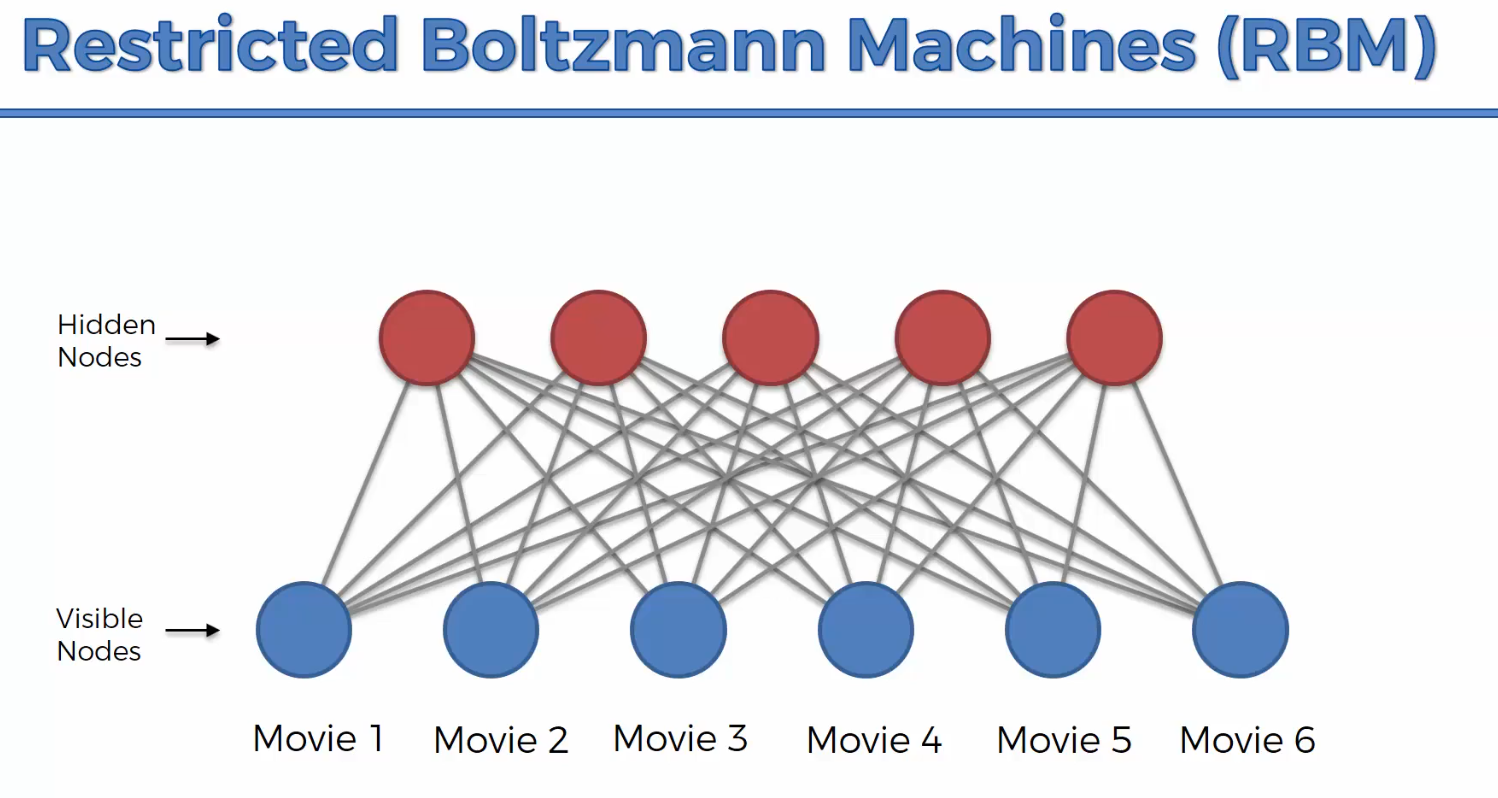 Restricted Boltzmann Machines (RBM)
Hidden
Nodes
Visible
Nodes
Movie 1
Movie 2
Movie 3
Movie 4
Movie 5
Movie 6